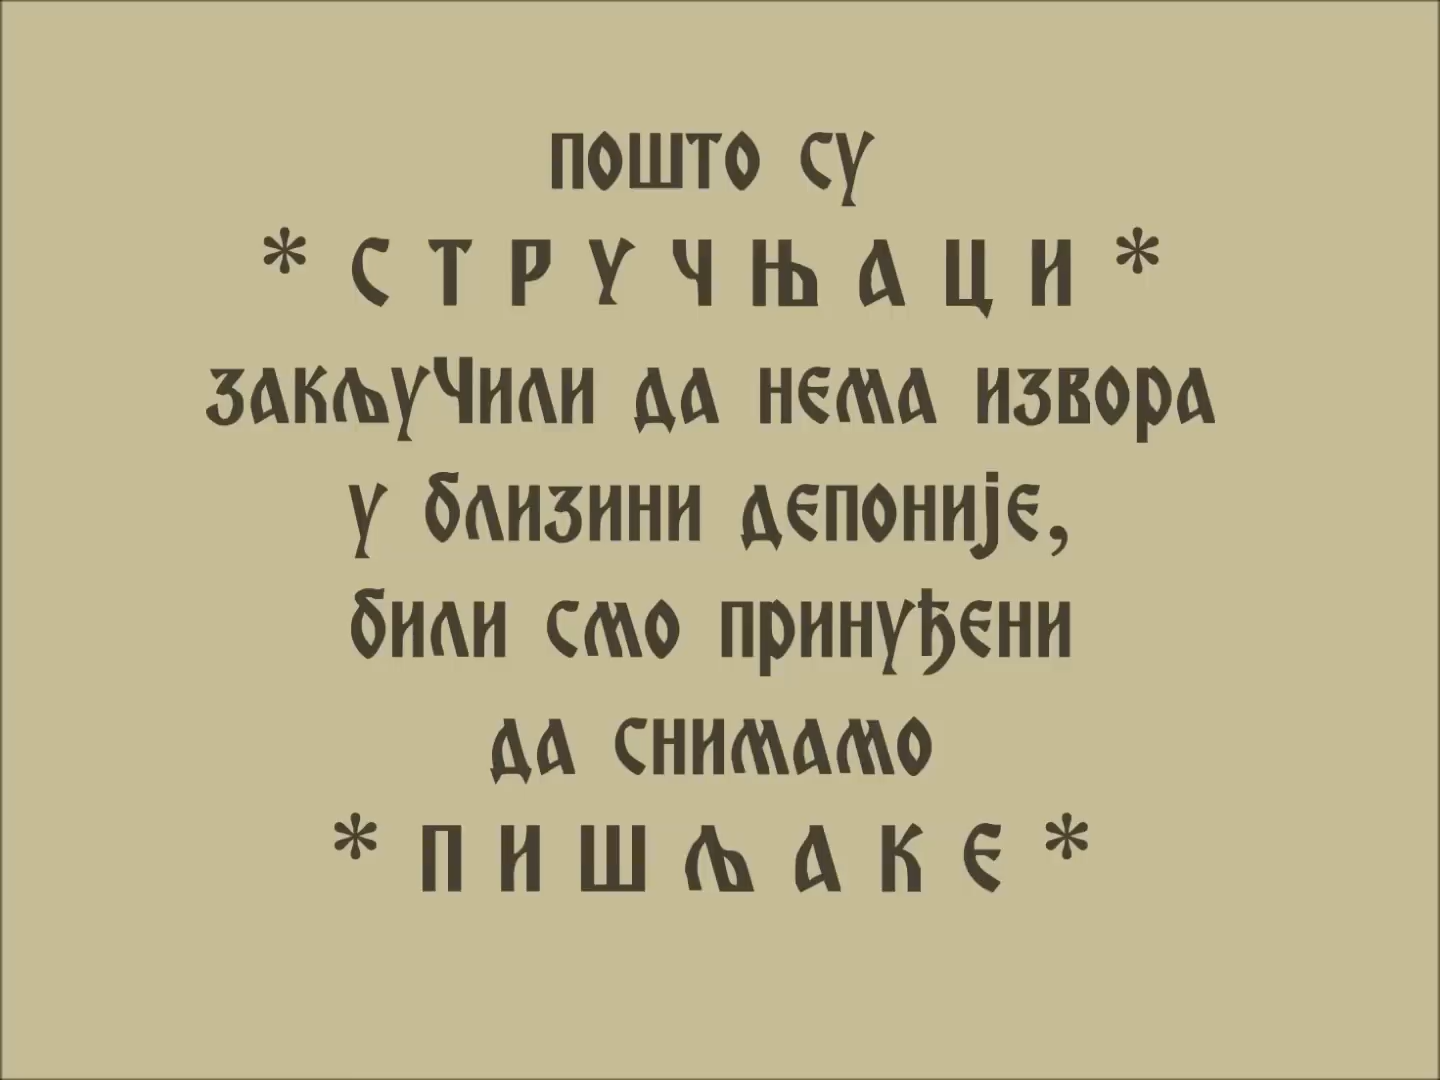 пошто су
* С Т Р У Ч Њ А Ц И *
закључили да нема извора
у близини депоније,
били смо принуђени
да снимамо
* П И Ш Љ А К Е *